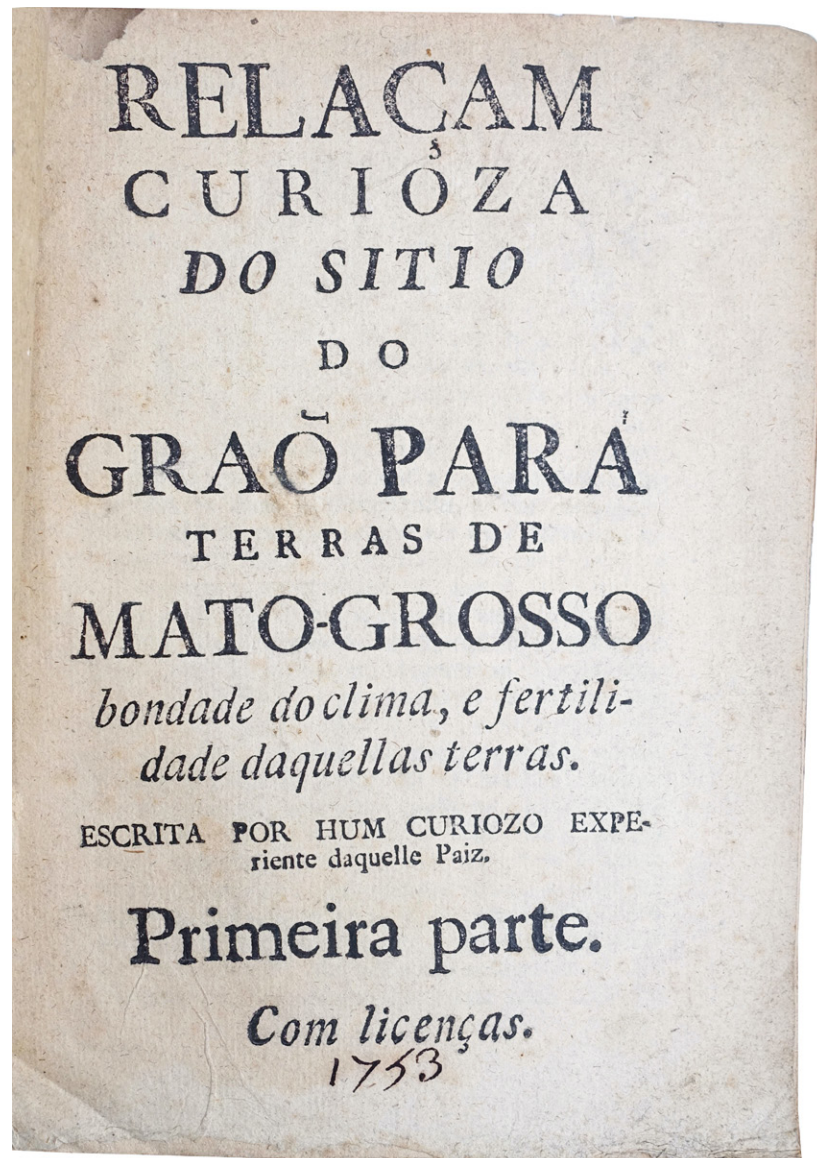 RELAÇAM
CURIÓZA
DO SITIO
DO
GRAÕ PARÁ
TERRAS DE
MATO-GROSSO
bondade do clima, e fertili-
dade daquellas terras.
ESCRITA POR HUM CURIOZO EXPE-
riente daquelle Paiz.
Primeira parte.
Com licenças.
1753